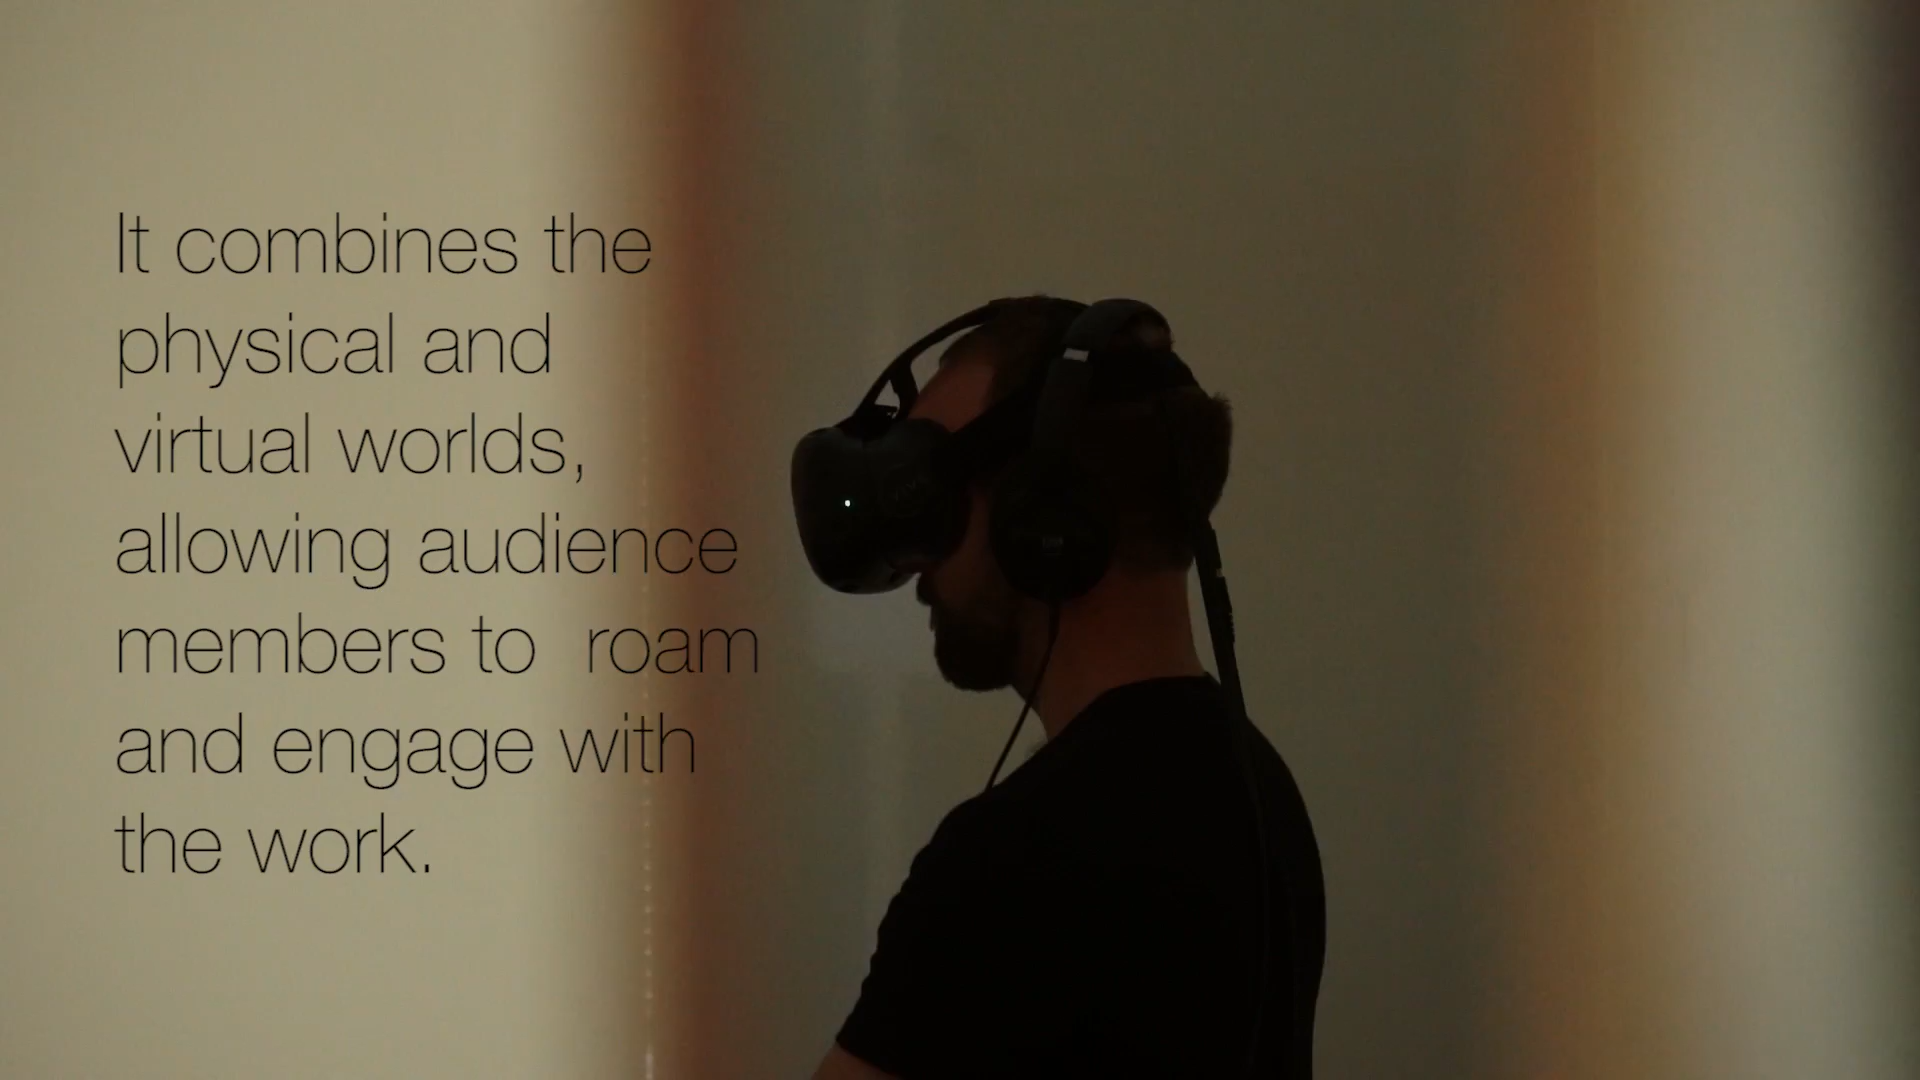 It combines the
physical and
virtual worlds,
allowing audience
members to  roam
and engage with
the work.